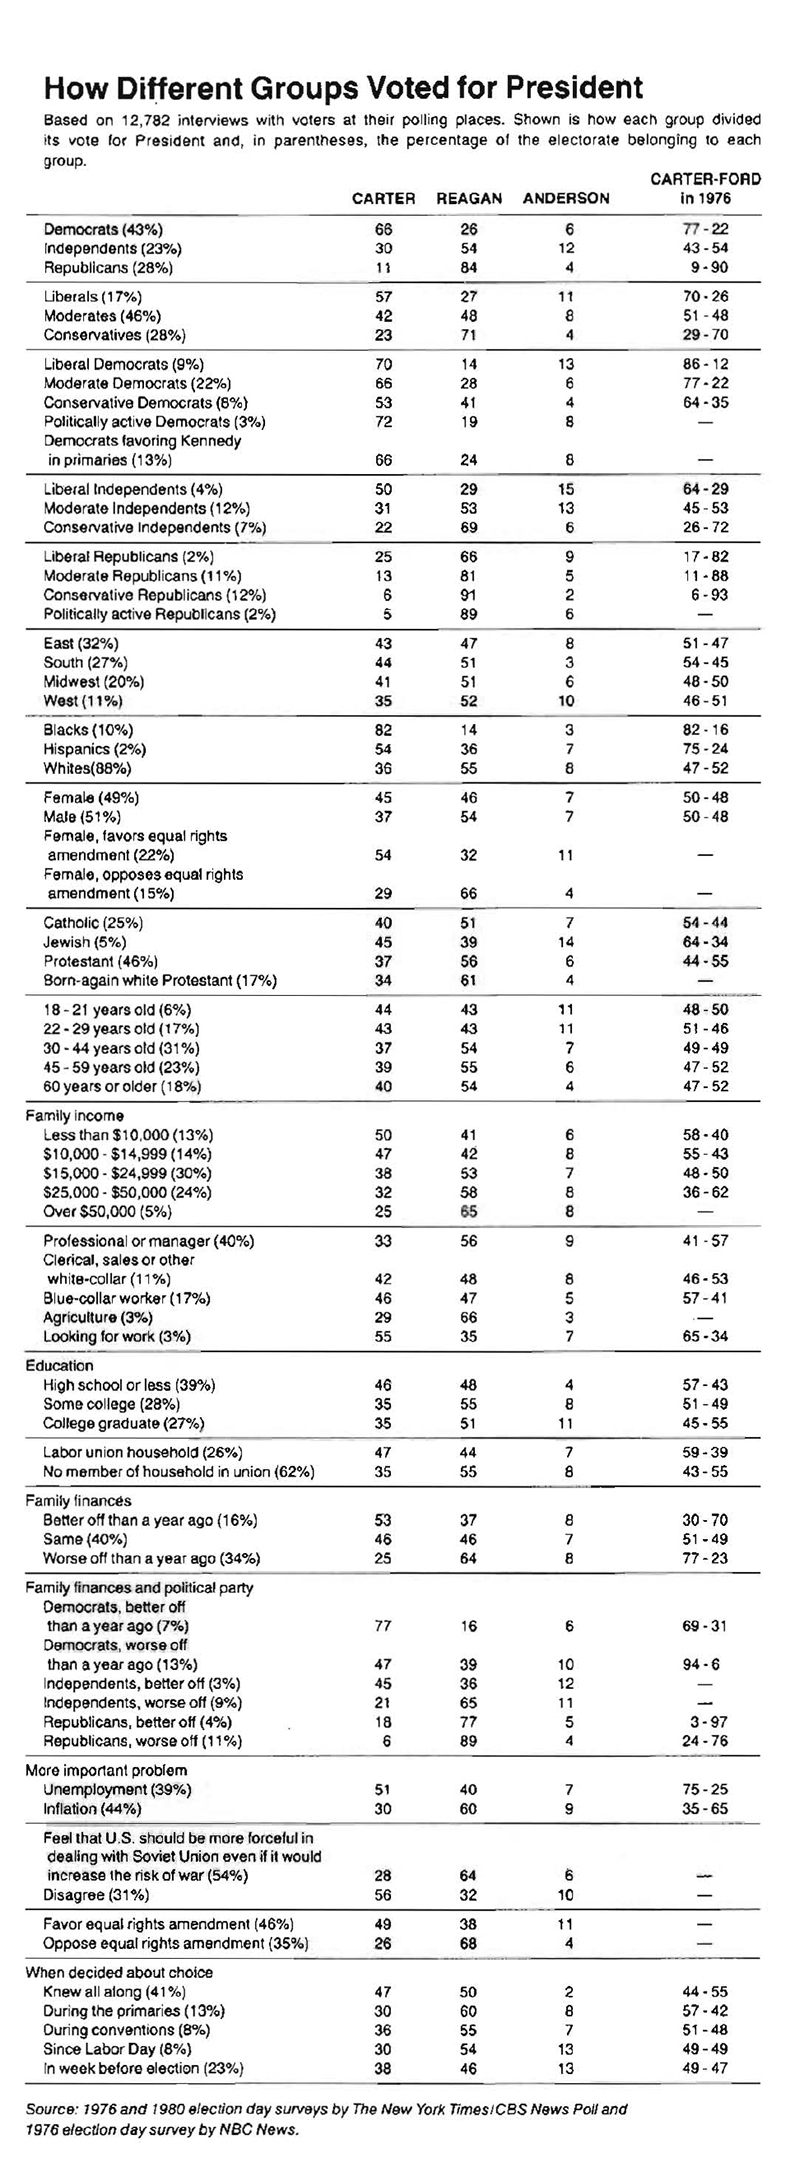 How Different Groups Voted for President
Based on 12,782 interviews with voters at their polling places. Shown is how each group divided
its vote for President and, in parentheses, the percentage of the electorate belonging to each
group.
CARTER REAGAN ANDERSON CARTER-FORD in 1976
Democrats (43%) 66 26 6 77 - 22
Independents (23%) 30 54 12 43 - 54
Republicans (28%) 11 84 4 9 - 90
Liberals (17%) 57 27 11 70 - 26
Moderates (46%) 42 48 8 51 - 48
Conservatives (28%) 23 71 4 29 - 70
Liberal Democrats (9%) 70 14 13 86 - 12
Moderate Democrats (22%) 66 28 6 77 - 22
Conservative Democrats (8%) 53 41 4 64 - 35
Politically active Democrats (3%) 72 19 8 —
Democrats favoring Kennedy
in primaries (13%) 66 24 8 —
Liberal Independents (4%) 50 29 15 64 - 29
Moderate Independents (12%) 31 53 13 45 - 53
Conservative Independents (7%) 22 69 6 26 - 72
Liberal Republicans (2%) 25 66 9 17 - 82
Moderate Republicans (11%) 13 81 5 11 - 88
Conservative Republicans (12%) 6 91 2 6 - 93
Politically active Republicans (2%) 5 89 6 —
East (32%) 43 47 8 51 - 47
South (27%) 44 51 3 54 - 45
Midwest (20%) 41 51 6 48 - 50
West (11%) 35 52 10 46 - 51
Blacks (10%) 82 14 3 82 - 16
Hispanics (2%) 54 36 7 75 - 24
Whites(88%) 36 55 8 47 - 52
Female (49%) 45 46 7 50 - 48
Male (51%) 37 54 7 50 - 48
Female, favors equal rights
amendment (22%) 54 32 11 —
Female, opposes equal rights
amendment (15%) 29 66 4 —
Catholic (25%) 40 51 7 54 - 44
Jewish (5%) 45 39 14 64 - 34
Protestant (46%) 37 56 6 44 - 55
Born-again white Protestant (17%) 34 61 4 —
18 - 21 years old (6%) 44 43 11 48 - 50
22 - 29 years old (17%) 43 43 11 51 - 46
30 - 44 years old (31%) 37 54 7 49 - 49
45 - 59 years old (23%) 39 55 6 47 - 52
60 years or older (18%) 40 54 4 47 - 52
Family income
Less than $10,000 (13%) 50 41 6 58 - 40
$10,000 - $14,999 (14%) 47 42 8 55 - 43
$15,000 - $24,999 (30%) 38 53 7 48 - 50
$25,000 - $50,000 (24%) 32 58 8 36 - 62
Over $50,000 (5%) 25 65 8 —
Professional or manager (40%) 33 56 9 41 - 57
Clerical, sales or other
white-collar (11%) 42 48 8 46 - 53
Blue-collar worker (17%) 46 47 5 57 - 41
Agriculture (3%) 29 66 3 —
Looking for work (3%) 55 35 7 65 - 34
Education
High school or less (39%) 46 48 4 57 - 43
Some college (28%) 35 55 8 51 - 49
College graduate (27%) 35 51 11 45 - 55
Labor union household (26%) 47 44 7 59 - 39
No member of household in union (62%) 35 55 8 43 - 55
Family finances
Better off than a year ago (16%) 53 37 8 30 - 70
Same (40%) 46 46 7 51 - 49
Worse off than a year ago (34%) 25 64 8 77 - 23
Family finances and political party
Democrats, better off
than a year ago (7%) 77 16 6 69 - 31
Democrats, worse off
than a year ago (13%) 47 39 10 94 - 6
Independents, better off (3%) 45 36 12 —
Independents, worse off (9%) 21 65 11 —
Republicans, better off (4%) 18 77 5 3 - 97
Republicans, worse off (11%) 6 89 4 24 - 76
More important problem
Unemployment (39%) 51 40 7 75 - 25
Inflation (44%) 30 60 9 35 - 65
Feel that U.S. should be more forceful in
dealing with Soviet Union even if it would
increase the risk of war (54%) 28 64 6 —
Disagree (31%) 56 32 10 —
Favor equal rights amendment (46%) 49 38 11 —
Oppose equal rights amendment (35%) 26 68 4 —
When decided about choice
Knew all along (41%) 47 50 2 44 - 55
During the primaries (13%) 30 60 8 57 - 42
During conventions (8%) 36 55 7 51 - 48
Since Labor Day (8%) 30 54 13 49 - 49
In week before election (23%) 38 46 13 49 - 47
Source: 1976 and 1980 election day surveys by The New York Times/CBS News Poll and
1976 election day survey by NBC News.